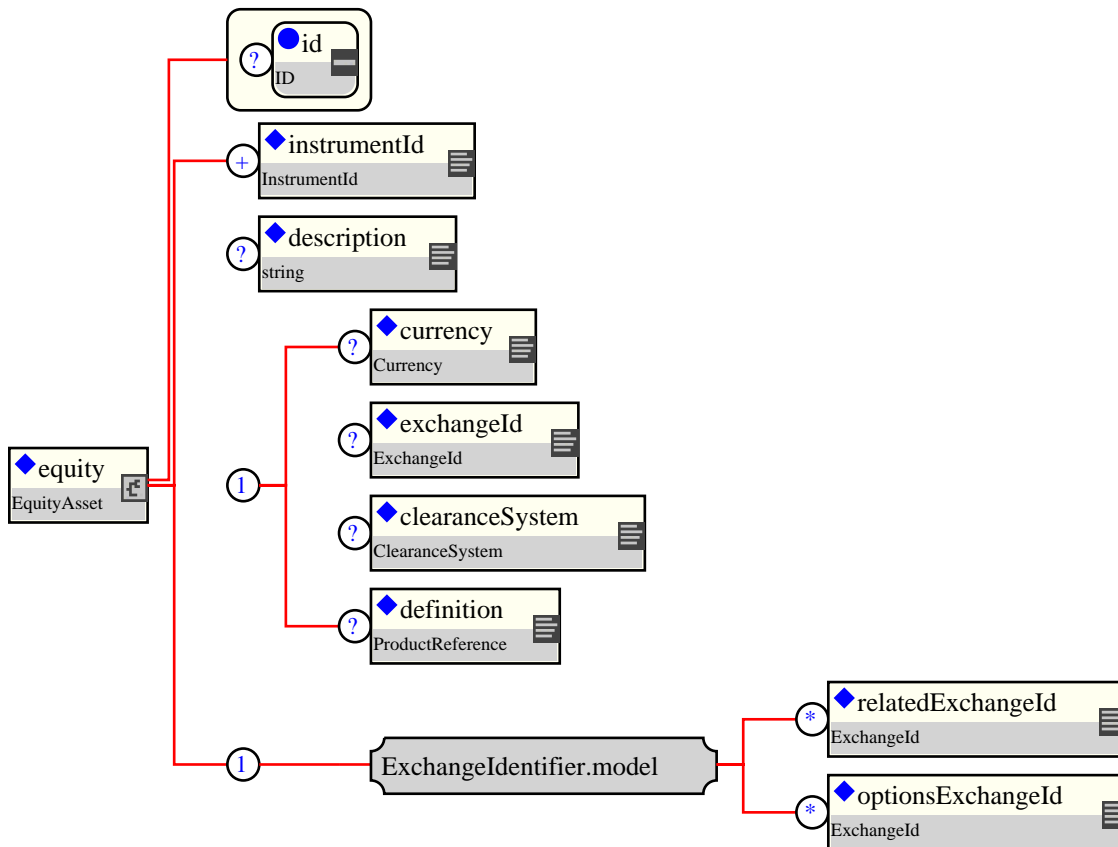 ?
id
ID
+
instrumentId
InstrumentId
?
description
string
?
currency
Currency
?
exchangeId
ExchangeId
equity
EquityAsset
1
?
clearanceSystem
ClearanceSystem
?
definition
ProductReference
*
relatedExchangeId
ExchangeId
1
ExchangeIdentifier.model
*
optionsExchangeId
ExchangeId